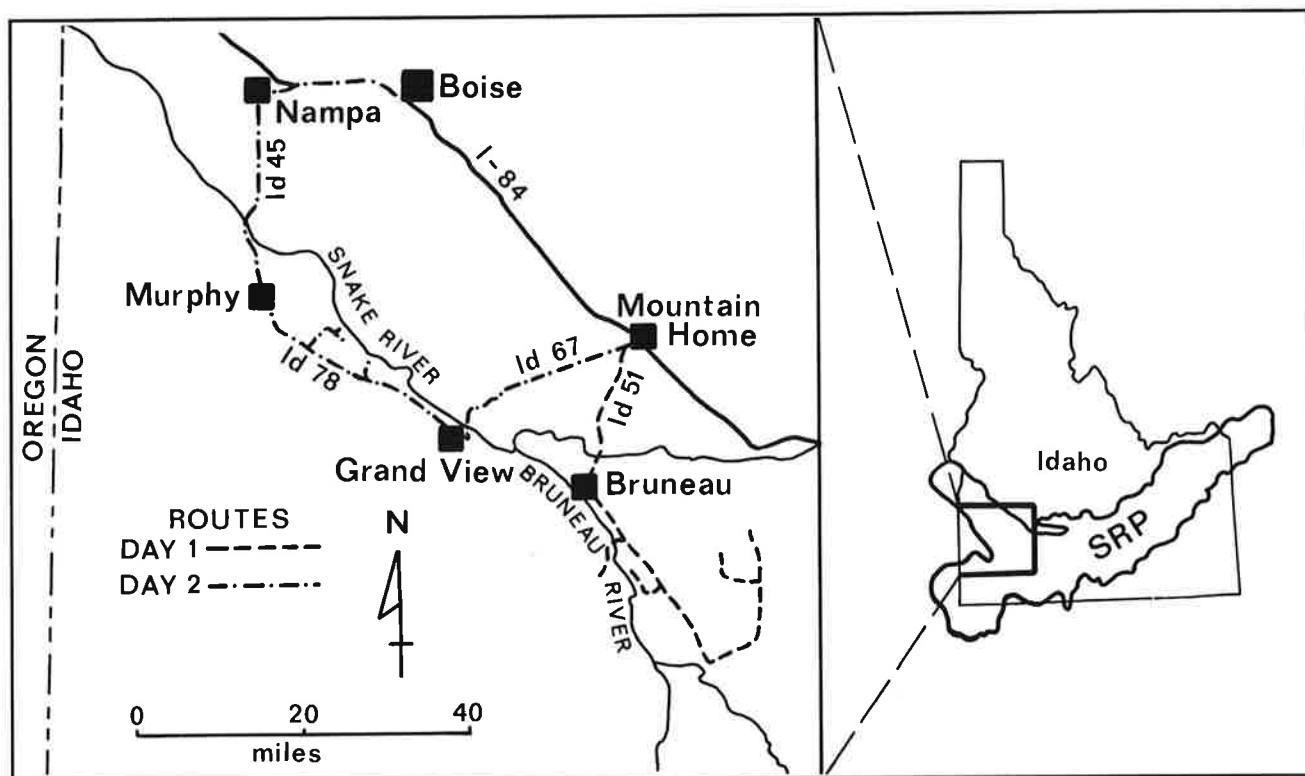 Boise
Nampa
Id 45
I-84
SNAKE RIVER
Murphy
Mountain
Home
Id 67
Id 78
Id 51
OREGON
IDAHO
Grand View
BRUNEAU RIVER
Bruneau
ROUTES
DAY 1
DAY 2
N
0 20 40
miles
Idaho
SRP